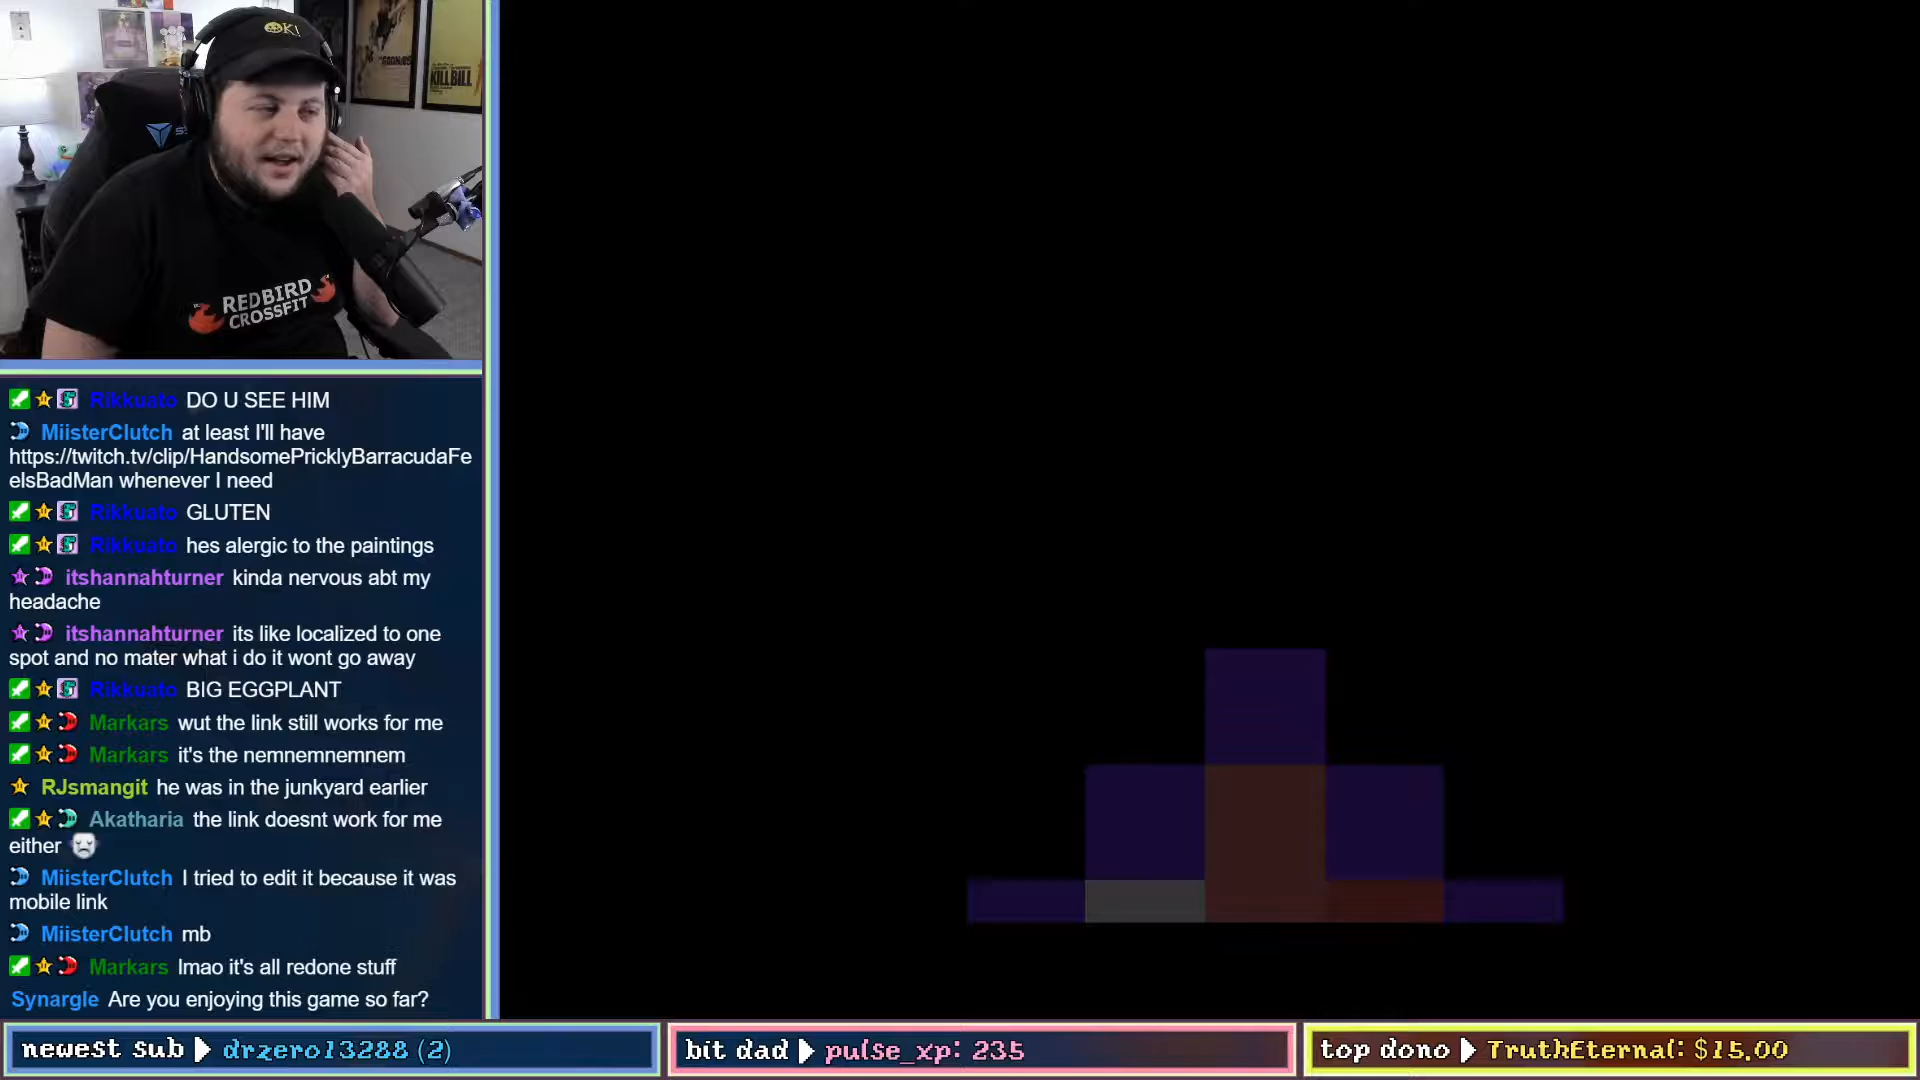 OK!
KILL BILL
REDBIRD
CROSSFIT
Rikkuato DO U SEE HIM
MiisterClutch at least I'll have
https://twitch.tv/clip/HandsomePricklyBarracudaFe
elsBadMan whenever I need
Rikkuato GLUTEN
Rikkuato hes alergic to the paintings
itshannahturner kinda nervous abt my
headache
itshannahturner its like localized to one
spot and no mater what i do it wont go away
Rikkuato BIG EGGPLANT
Markars wut the link still works for me
Markars it's the nemnemnemnem
RJsmangit he was in the junkyard earlier
Akatharia the link doesnt work for me
either
MiisterClutch I tried to edit it because it was
mobile link
MiisterClutch mb
Markars lmao it's all redone stuff
Synargle Are you enjoying this game so far?
newest sub drzero13288 (2)
bit dad pulse_xp: 235
top dono TruthEternal: $15.00